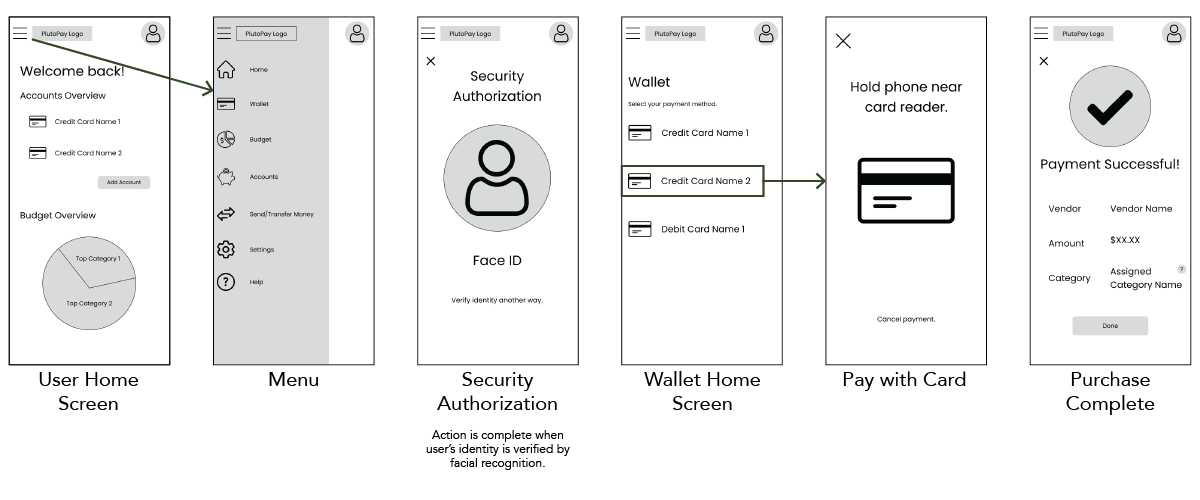 PlutoPay Logo
Welcome back!
Accounts Overview
Credit Card Name 1
Credit Card Name 2
Add Account
Budget Overview
Top Category 1
Top Category 2
User Home
Screen
PlutoPay Logo
Home
Wallet
$
Budget
Accounts
Send/Transfer Money
Settings
?
Help
Menu
PlutoPay Logo
Security
Authorization
Face ID
Verify identity another way.
Security
Authorization
Action is complete when
user's identity is verified by
facial recognition.
PlutoPay Logo
Wallet
Select your payment method.
Credit Card Name 1
Credit Card Name 2
Debit Card Name 1
Wallet Home
Screen
Hold phone near
card reader.
Cancel payment.
Pay with Card
PlutoPay Logo
Payment Successful!
Vendor Vendor Name
Amount $XX.XX
Category Assigned
Category Name
?
Done
Purchase
Complete